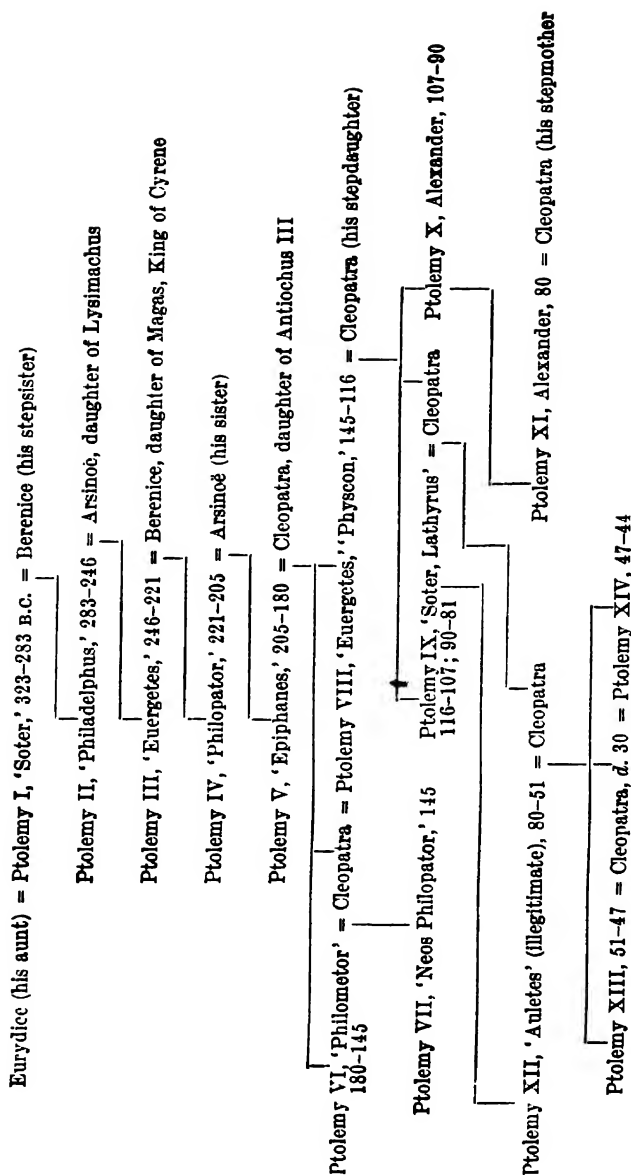 Eurydice (his aunt) = Ptolemy I, ‘Soter,’ 323–283 B.C. = Berenice (his stepsister)
Ptolemy II, ‘Philadelphus,’ 283–246 = Arsinoë, daughter of Lysimachus
Ptolemy III, ‘Euergetes,’ 246–221 = Berenice, daughter of Magas, King of Cyrene
Ptolemy IV, ‘Philopator,’ 221–205 = Arsinoë (his sister)
Ptolemy V, ‘Epiphanes,’ 205–180 = Cleopatra, daughter of Antiochus III
Ptolemy VI, ‘Philometor’ = Cleopatra = Ptolemy VIII, ‘Euergetes,’ ‘Physcon,’ 145–116 = Cleopatra (his stepdaughter)
180–145
Ptolemy VII, ‘Neos Philopator,’ 145
Ptolemy IX, ‘Soter, Lathyrus’ = Cleopatra
116–107; 90–81
Ptolemy X, Alexander, 107–90
Ptolemy XII, ‘Auletes’ (illegitimate), 80–51 = Cleopatra
Ptolemy XI, Alexander, 80 = Cleopatra (his stepmother)
Ptolemy XIII, 51–47 = Cleopatra, d. 30 = Ptolemy XIV, 47–44